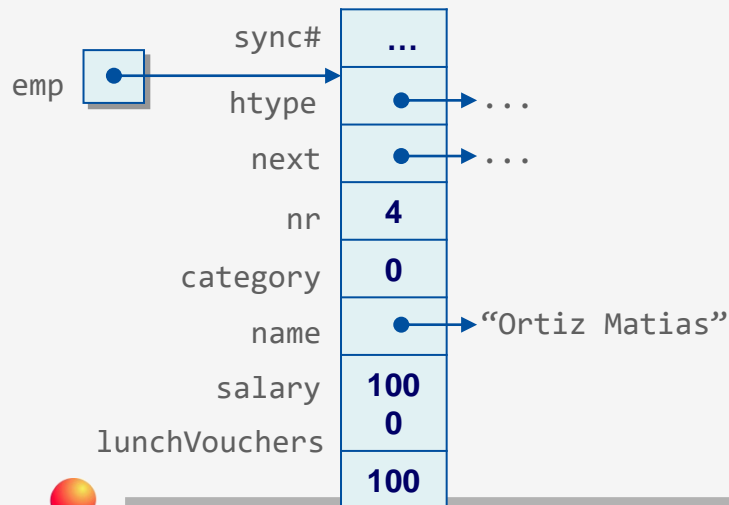 sync# ...
emp
htype ...
next ...
nr 4
category 0
name “Ortiz Matias”
salary 100
0
lunchVouchers
100